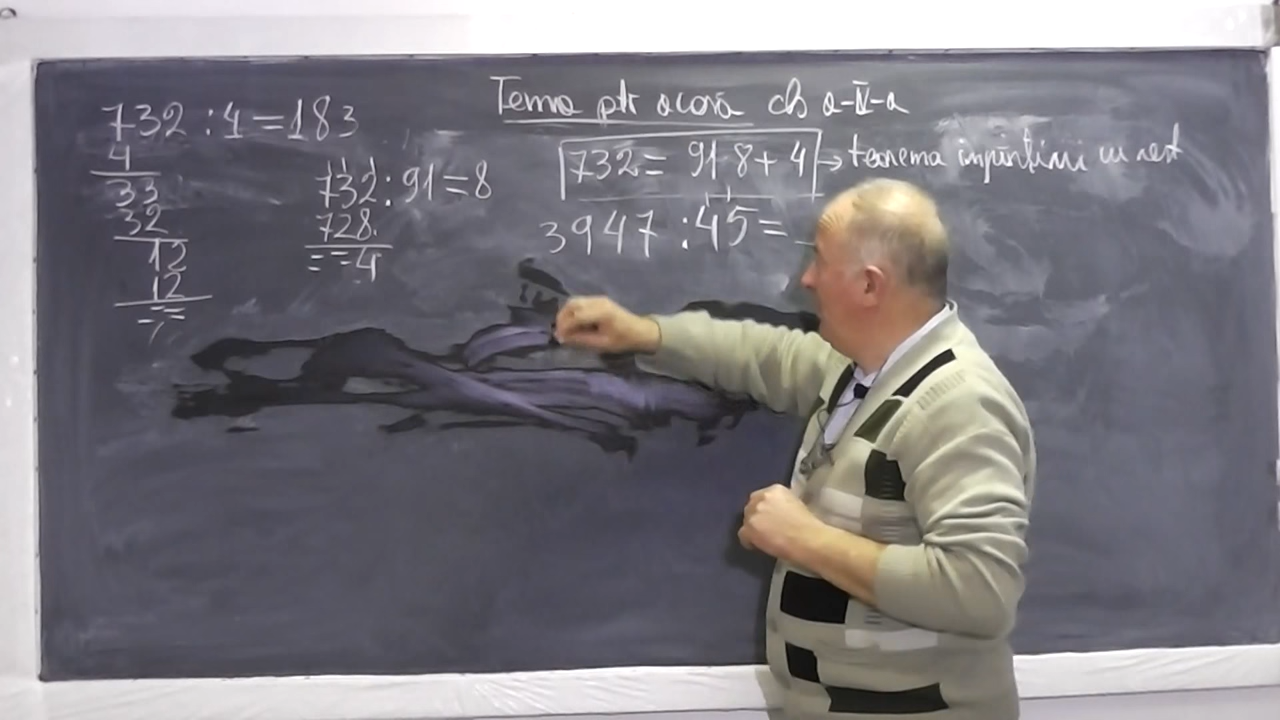 Tema ptr acasă cls a-IV-a
732 : 4 = 183
4
33
32
12
12
==
732 : 91 = 8
728
== 4
732 = 91·8 + 4 → teorema împărțirii cu rest
3947 : 45 =